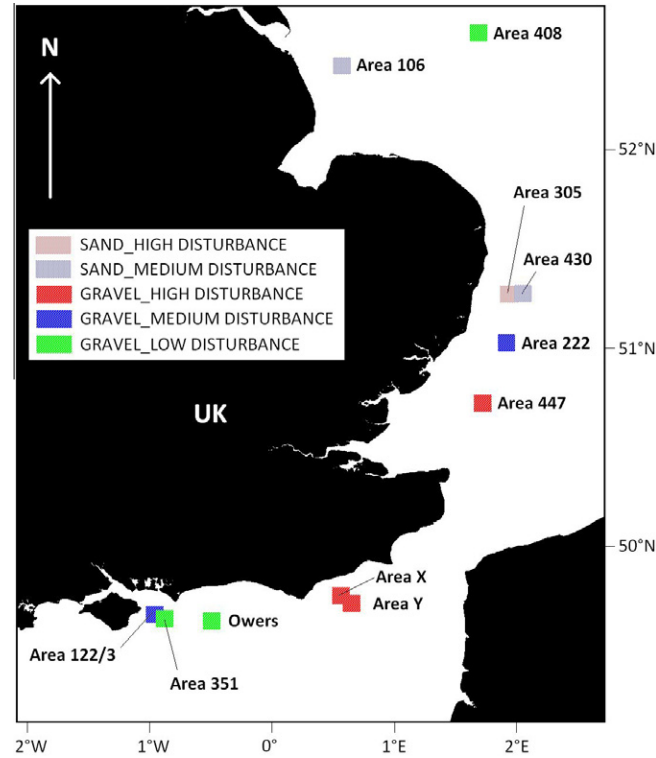 N
Area 408
Area 106
52°N
Area 305
Area 430
SAND_HIGH DISTURBANCE
SAND_MEDIUM DISTURBANCE
GRAVEL_HIGH DISTURBANCE
GRAVEL_MEDIUM DISTURBANCE
GRAVEL_LOW DISTURBANCE
Area 222
51°N
UK
Area 447
50°N
Area X
Area Y
Owers
Area 122/3
Area 351
2°W
1°W
0°
1°E
2°E